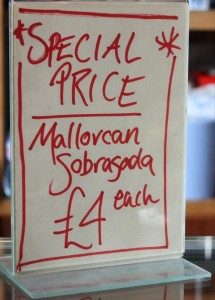 *SPECIAL*
PRICE
Mallorcan
Sobrasada
£4 each